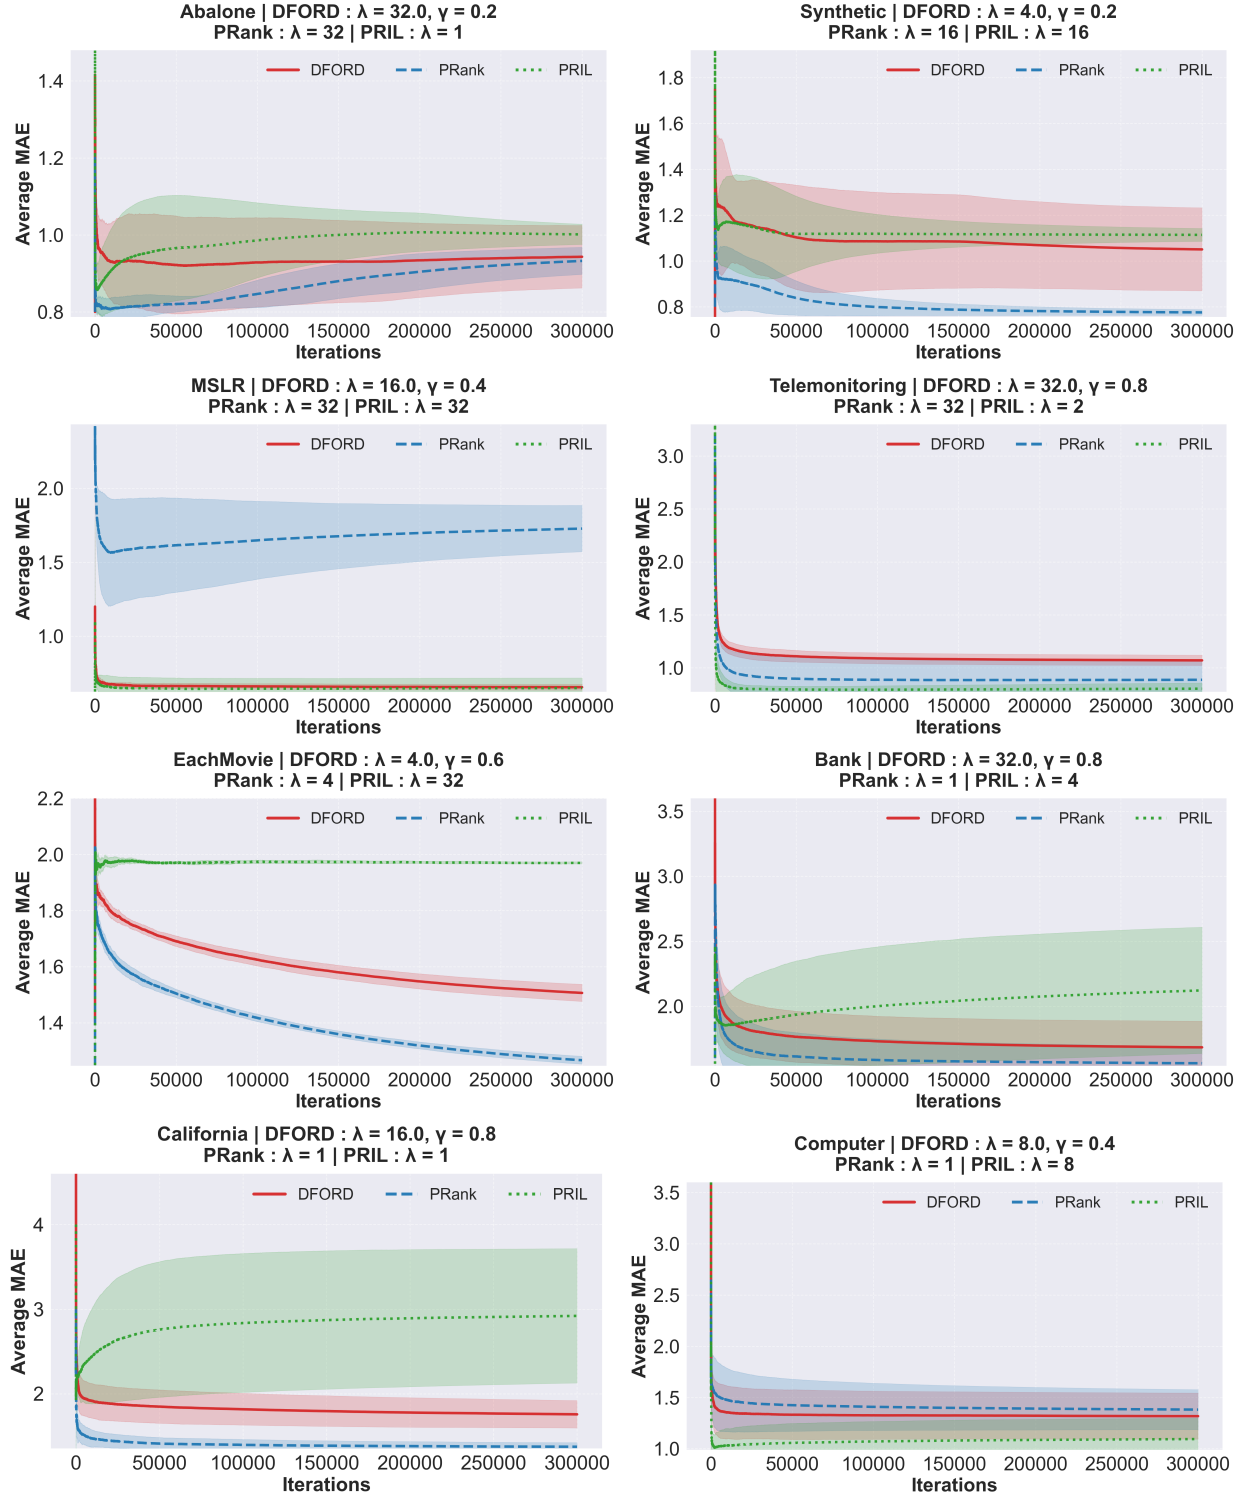 Abalone | DFORD : λ = 32.0, γ = 0.2
PRank : λ = 32 | PRIL : λ = 1
DFORD PRank PRIL
Average MAE
1.4
1.2
1.0
0.8
0 50000 100000 150000 200000 250000 300000
Iterations
Synthetic | DFORD : λ = 4.0, γ = 0.2
PRank : λ = 16 | PRIL : λ = 16
DFORD PRank PRIL
Average MAE
1.8
1.6
1.4
1.2
1.0
0.8
0 50000 100000 150000 200000 250000 300000
Iterations
MSLR | DFORD : λ = 16.0, γ = 0.4
PRank : λ = 32 | PRIL : λ = 32
DFORD PRank PRIL
Average MAE
2.0
1.5
1.0
0 50000 100000 150000 200000 250000 300000
Iterations
Telemonitoring | DFORD : λ = 32.0, γ = 0.8
PRank : λ = 32 | PRIL : λ = 2
DFORD PRank PRIL
Average MAE
3.0
2.5
2.0
1.5
1.0
0 50000 100000 150000 200000 250000 300000
Iterations
EachMovie | DFORD : λ = 4.0, γ = 0.6
PRank : λ = 4 | PRIL : λ = 32
DFORD PRank PRIL
Average MAE
2.2
2.0
1.8
1.6
1.4
0 50000 100000 150000 200000 250000 300000
Iterations
Bank | DFORD : λ = 32.0, γ = 0.8
PRank : λ = 1 | PRIL : λ = 4
DFORD PRank PRIL
Average MAE
3.5
3.0
2.5
2.0
0 50000 100000 150000 200000 250000 300000
Iterations
California | DFORD : λ = 16.0, γ = 0.8
PRank : λ = 1 | PRIL : λ = 1
DFORD PRank PRIL
Average MAE
4
3
2
0 50000 100000 150000 200000 250000 300000
Iterations
Computer | DFORD : λ = 8.0, γ = 0.4
PRank : λ = 1 | PRIL : λ = 8
DFORD PRank PRIL
Average MAE
3.5
3.0
2.5
2.0
1.5
1.0
0 50000 100000 150000 200000 250000 300000
Iterations